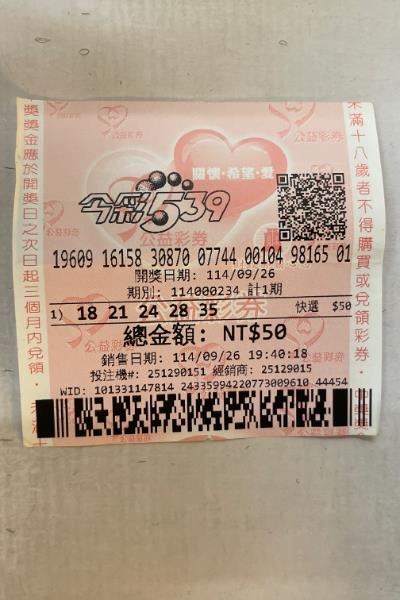 關懷・希望・愛
今彩539
公益彩券
19609 16158 30870 07744 00104 98165 01
開獎日期: 114/09/26
期別: 114000234 計1期
1) 18 21 24 28 35 快選 $50
總金額: NT$50
銷售日期: 114/09/26 19:40:18
投注機#: 251290151 經銷商: 25129015
WID: 101331147814 24335994220773009610 44454
獎獎金應於開獎日之次日起三個月內兌領・
未滿十八歲者不得購買或兌領彩券・